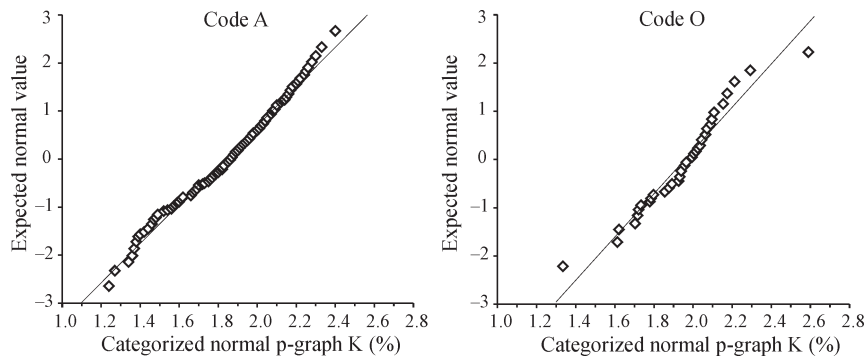 Code A
Expected normal value
3
2
1
0
–1
–2
–3
1.0 1.2 1.4 1.6 1.8 2.0 2.2 2.4 2.6 2.8
Categorized normal p-graph K (%)
Code O
Expected normal value
3
2
1
0
–1
–2
–3
1.0 1.2 1.4 1.6 1.8 2.0 2.2 2.4 2.6 2.8
Categorized normal p-graph K (%)